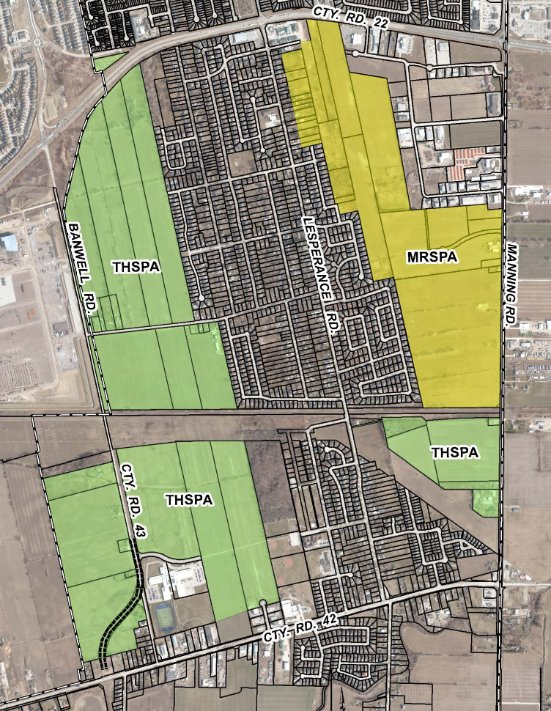 CTY. RD. 22
THSPA
BANWELL RD.
LESPERANCE RD.
MRSPA
MANNING RD.
THSPA
CTY. RD. 43
THSPA
CTY. RD. 42